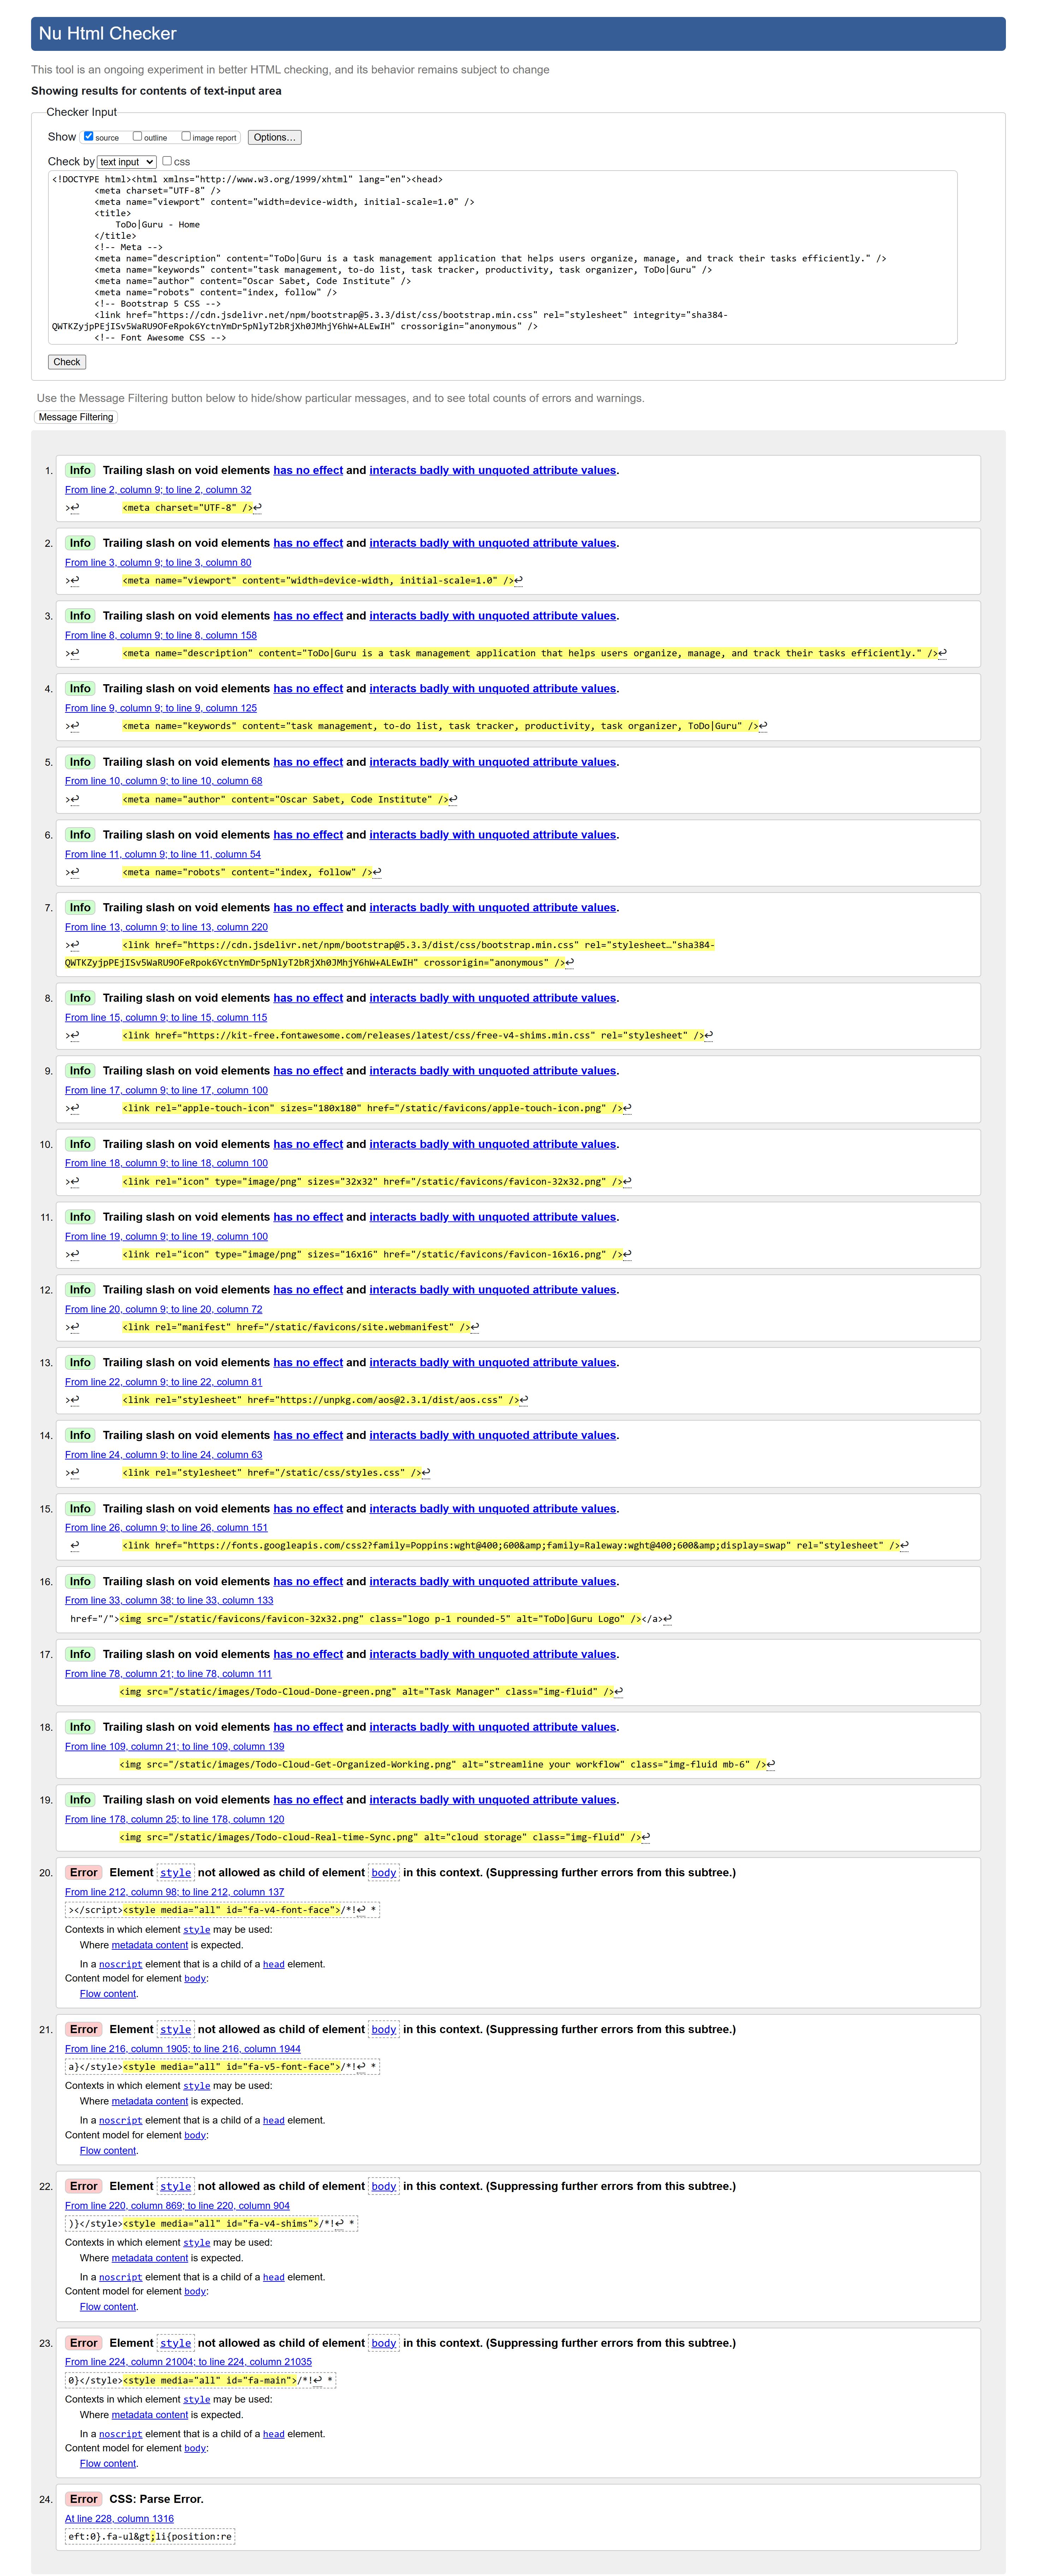 Nu Html Checker
This tool is an ongoing experiment in better HTML checking, and its behavior remains subject to change
Showing results for contents of text-input area
Checker Input
Show source outline image report Options…
Check by text input css
<!DOCTYPE html><html xmlns="http://www.w3.org/1999/xhtml" lang="en"><head>
<meta charset="UTF-8" />
<meta name="viewport" content="width=device-width, initial-scale=1.0" />
<title>
ToDo|Guru - Home
</title>
<!-- Meta -->
<meta name="description" content="ToDo|Guru is a task management application that helps users organize, manage, and track their tasks efficiently." />
<meta name="keywords" content="task management, to-do list, task tracker, productivity, task organizer, ToDo|Guru" />
<meta name="author" content="Oscar Sabet, Code Institute" />
<meta name="robots" content="index, follow" />
<!-- Bootstrap 5 CSS -->
<link href="https://cdn.jsdelivr.net/npm/bootstrap@5.3.3/dist/css/bootstrap.min.css" rel="stylesheet" integrity="sha384-
QWTKZyjpPEjISv5WaRU9OFeRpok6YctnYmDr5pNlyT2bRjXh0JMhjY6hW+ALEwIH" crossorigin="anonymous" />
<!-- Font Awesome CSS -->
Check
Use the Message Filtering button below to hide/show particular messages, and to see total counts of errors and warnings.
Message Filtering
1. Info Trailing slash on void elements has no effect and interacts badly with unquoted attribute values.
From line 2, column 9; to line 2, column 32
>↩ <meta charset="UTF-8" />↩
2. Info Trailing slash on void elements has no effect and interacts badly with unquoted attribute values.
From line 3, column 9; to line 3, column 80
>↩ <meta name="viewport" content="width=device-width, initial-scale=1.0" />↩
3. Info Trailing slash on void elements has no effect and interacts badly with unquoted attribute values.
From line 8, column 9; to line 8, column 158
>↩ <meta name="description" content="ToDo|Guru is a task management application that helps users organize, manage, and track their tasks efficiently." />↩
4. Info Trailing slash on void elements has no effect and interacts badly with unquoted attribute values.
From line 9, column 9; to line 9, column 125
>↩ <meta name="keywords" content="task management, to-do list, task tracker, productivity, task organizer, ToDo|Guru" />↩
5. Info Trailing slash on void elements has no effect and interacts badly with unquoted attribute values.
From line 10, column 9; to line 10, column 68
>↩ <meta name="author" content="Oscar Sabet, Code Institute" />↩
6. Info Trailing slash on void elements has no effect and interacts badly with unquoted attribute values.
From line 11, column 9; to line 11, column 54
>↩ <meta name="robots" content="index, follow" />↩
7. Info Trailing slash on void elements has no effect and interacts badly with unquoted attribute values.
From line 13, column 9; to line 13, column 220
>↩ <link href="https://cdn.jsdelivr.net/npm/bootstrap@5.3.3/dist/css/bootstrap.min.css" rel="stylesheet…"sha384-
QWTKZyjpPEjISv5WaRU9OFeRpok6YctnYmDr5pNlyT2bRjXh0JMhjY6hW+ALEwIH" crossorigin="anonymous" />↩
8. Info Trailing slash on void elements has no effect and interacts badly with unquoted attribute values.
From line 15, column 9; to line 15, column 115
>↩ <link href="https://kit-free.fontawesome.com/releases/latest/css/free-v4-shims.min.css" rel="stylesheet" />↩
9. Info Trailing slash on void elements has no effect and interacts badly with unquoted attribute values.
From line 17, column 9; to line 17, column 100
>↩ <link rel="apple-touch-icon" sizes="180x180" href="/static/favicons/apple-touch-icon.png" />↩
10. Info Trailing slash on void elements has no effect and interacts badly with unquoted attribute values.
From line 18, column 9; to line 18, column 100
>↩ <link rel="icon" type="image/png" sizes="32x32" href="/static/favicons/favicon-32x32.png" />↩
11. Info Trailing slash on void elements has no effect and interacts badly with unquoted attribute values.
From line 19, column 9; to line 19, column 100
>↩ <link rel="icon" type="image/png" sizes="16x16" href="/static/favicons/favicon-16x16.png" />↩
12. Info Trailing slash on void elements has no effect and interacts badly with unquoted attribute values.
From line 20, column 9; to line 20, column 72
>↩ <link rel="manifest" href="/static/favicons/site.webmanifest" />↩
13. Info Trailing slash on void elements has no effect and interacts badly with unquoted attribute values.
From line 22, column 9; to line 22, column 81
>↩ <link rel="stylesheet" href="https://unpkg.com/aos@2.3.1/dist/aos.css" />↩
14. Info Trailing slash on void elements has no effect and interacts badly with unquoted attribute values.
From line 24, column 9; to line 24, column 63
>↩ <link rel="stylesheet" href="/static/css/styles.css" />↩
15. Info Trailing slash on void elements has no effect and interacts badly with unquoted attribute values.
From line 26, column 9; to line 26, column 151
↩ <link href="https://fonts.googleapis.com/css2?family=Poppins:wght@400;600&amp;family=Raleway:wght@400;600&amp;display=swap" rel="stylesheet" />↩
16. Info Trailing slash on void elements has no effect and interacts badly with unquoted attribute values.
From line 33, column 38; to line 33, column 133
href="/"><img src="/static/favicons/favicon-32x32.png" class="logo p-1 rounded-5" alt="ToDo|Guru Logo" /></a>↩
17. Info Trailing slash on void elements has no effect and interacts badly with unquoted attribute values.
From line 78, column 21; to line 78, column 111
<img src="/static/images/Todo-Cloud-Done-green.png" alt="Task Manager" class="img-fluid" />↩
18. Info Trailing slash on void elements has no effect and interacts badly with unquoted attribute values.
From line 109, column 21; to line 109, column 139
<img src="/static/images/Todo-Cloud-Get-Organized-Working.png" alt="streamline your workflow" class="img-fluid mb-6" />↩
19. Info Trailing slash on void elements has no effect and interacts badly with unquoted attribute values.
From line 178, column 25; to line 178, column 120
<img src="/static/images/Todo-cloud-Real-time-Sync.png" alt="cloud storage" class="img-fluid" />↩
20. Error Element style not allowed as child of element body in this context. (Suppressing further errors from this subtree.)
From line 212, column 98; to line 212, column 137
></script><style media="all" id="fa-v4-font-face">/*!↩ *
Contexts in which element style may be used:
Where metadata content is expected.
In a noscript element that is a child of a head element.
Content model for element body:
Flow content.
21. Error Element style not allowed as child of element body in this context. (Suppressing further errors from this subtree.)
From line 216, column 1905; to line 216, column 1944
a}</style><style media="all" id="fa-v5-font-face">/*!↩ *
Contexts in which element style may be used:
Where metadata content is expected.
In a noscript element that is a child of a head element.
Content model for element body:
Flow content.
22. Error Element style not allowed as child of element body in this context. (Suppressing further errors from this subtree.)
From line 220, column 869; to line 220, column 904
)}</style><style media="all" id="fa-v4-shims">/*!↩ *
Contexts in which element style may be used:
Where metadata content is expected.
In a noscript element that is a child of a head element.
Content model for element body:
Flow content.
23. Error Element style not allowed as child of element body in this context. (Suppressing further errors from this subtree.)
From line 224, column 21004; to line 224, column 21035
0}</style><style media="all" id="fa-main">/*!↩ *
Contexts in which element style may be used:
Where metadata content is expected.
In a noscript element that is a child of a head element.
Content model for element body:
Flow content.
24. Error CSS: Parse Error.
At line 228, column 1316
eft:0}.fa-ul&gt;li{position:re